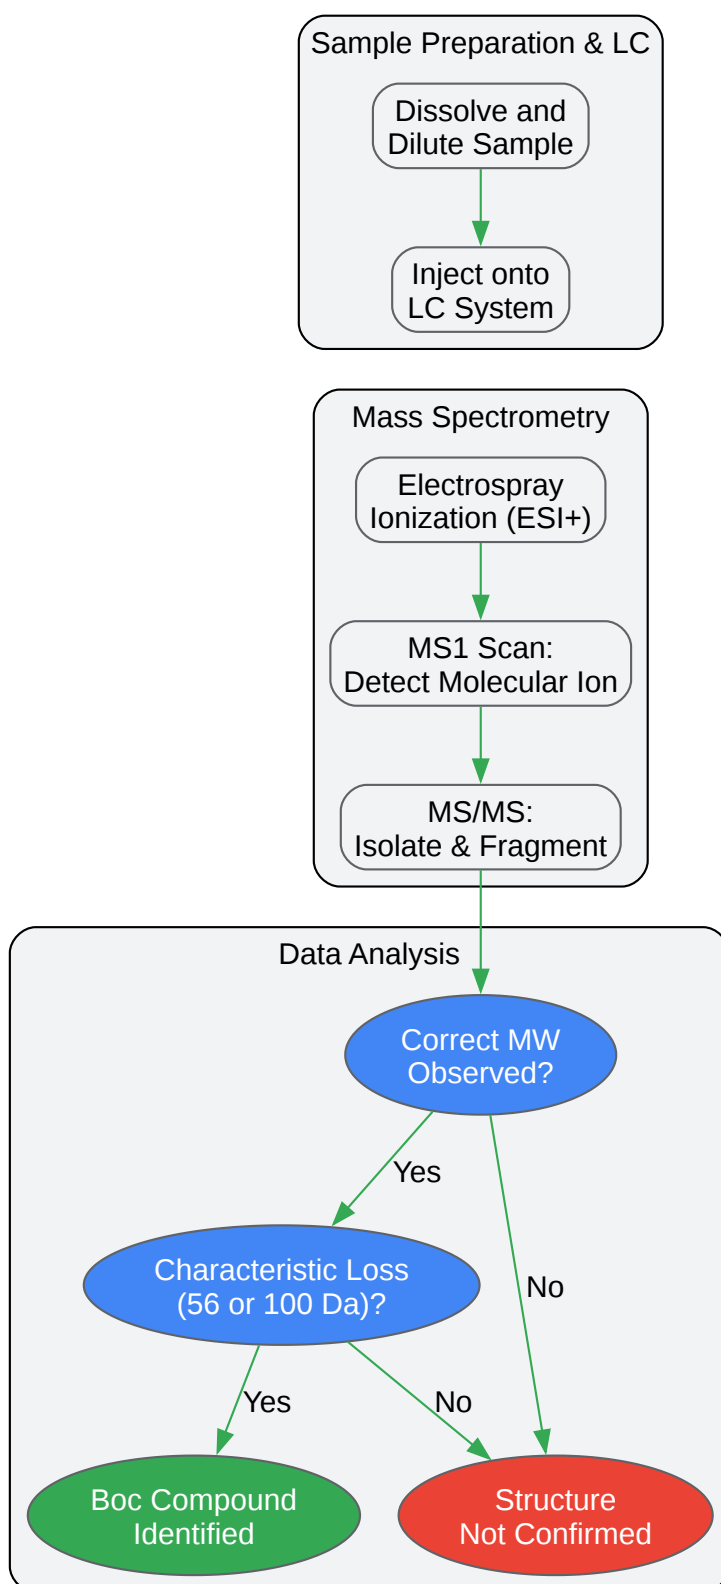 Sample Preparation & LC
Dissolve and
Dilute Sample
Inject onto
LC System
Mass Spectrometry
Electrospray
Ionization (ESI+)
MS1 Scan:
Detect Molecular Ion
MS/MS:
Isolate & Fragment
Data Analysis
Correct MW
Observed?
Yes
Characteristic Loss
(56 or 100 Da)?
No
Yes
No
Boc Compound
Identified
Structure
Not Confirmed